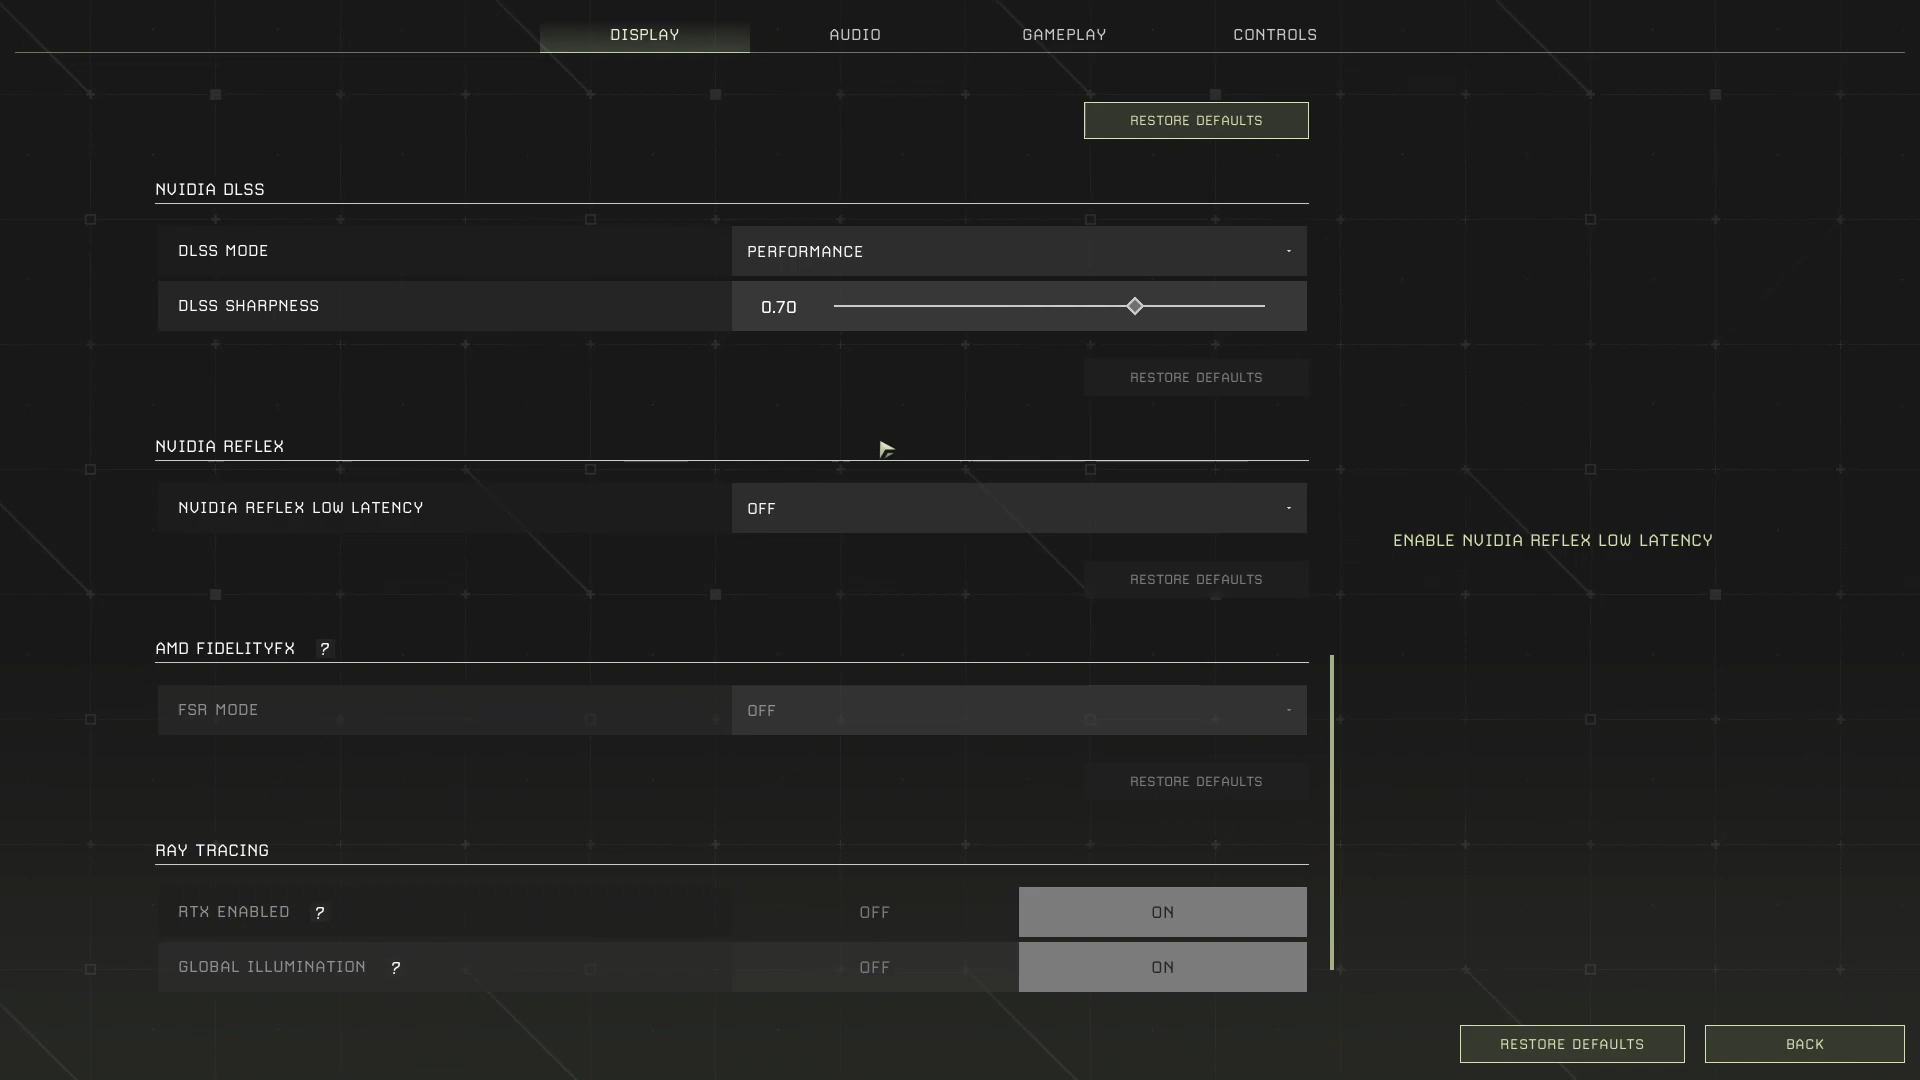 DISPLAY AUDIO GAMEPLAY CONTROLS
RESTORE DEFAULTS
NVIDIA DLSS
DLSS MODE PERFORMANCE
DLSS SHARPNESS 0.70
RESTORE DEFAULTS
NVIDIA REFLEX
NVIDIA REFLEX LOW LATENCY OFF
ENABLE NVIDIA REFLEX LOW LATENCY
RESTORE DEFAULTS
AMD FIDELITYFX ?
FSR MODE OFF
RESTORE DEFAULTS
RAY TRACING
RTX ENABLED ? OFF ON
GLOBAL ILLUMINATION ? OFF ON
RESTORE DEFAULTS BACK